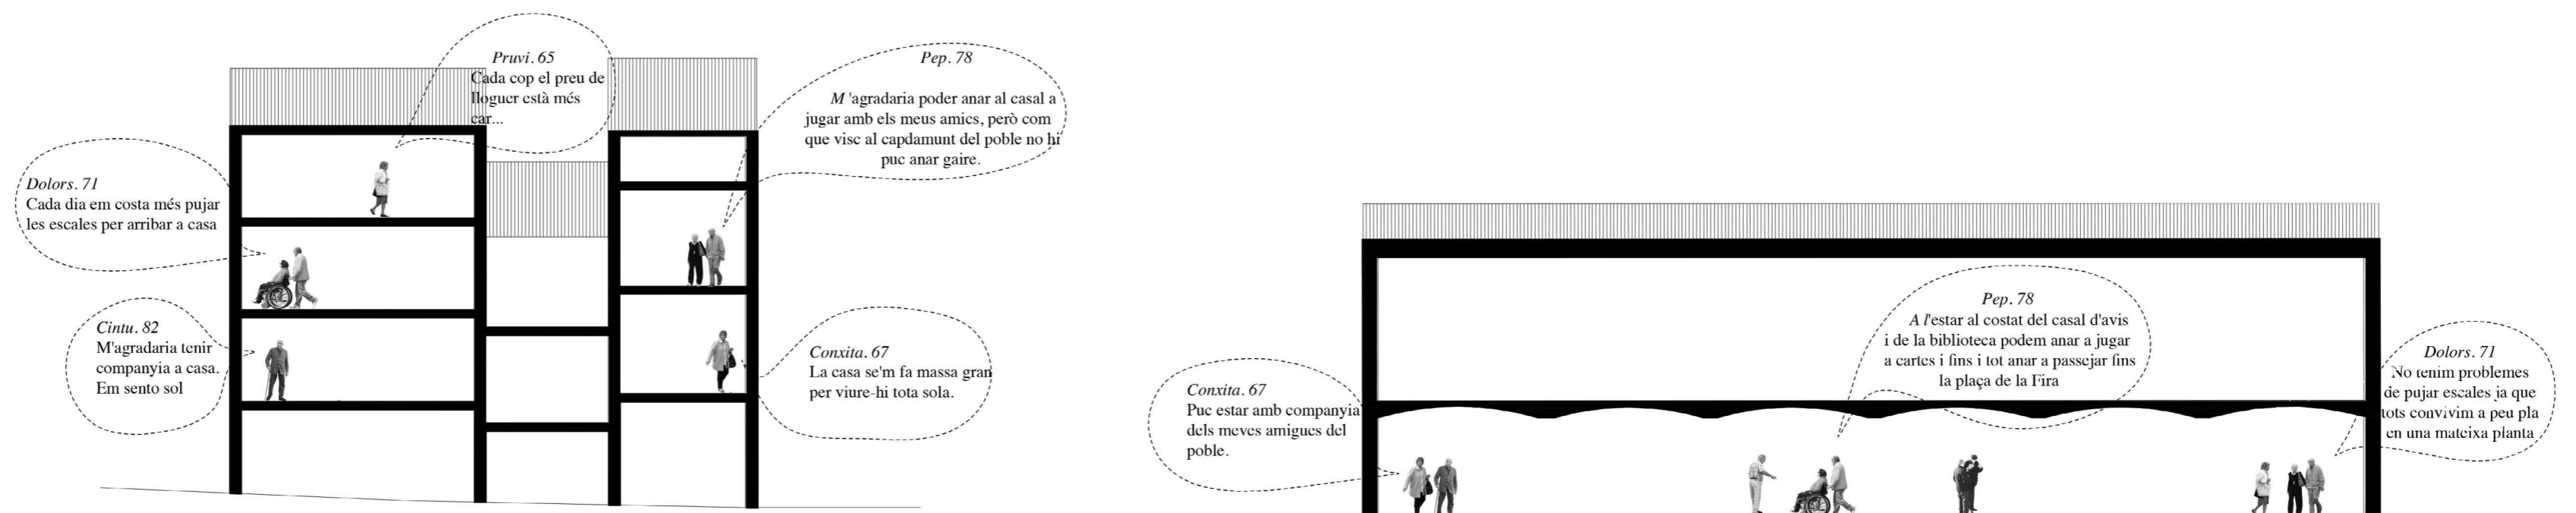 Pruvi. 65
Cada cop el preu de
lloguer està més
car...
Pep. 78
M 'agradaria poder anar al casal a
jugar amb els meus amics, però com
que visc al capdamunt del poble no hi
puc anar gaire.
Dolors. 71
Cada dia em costa més pujar
les escales per arribar a casa
Cintu. 82
M'agradaria tenir
companyia a casa.
Em sento sol
Conxita. 67
La casa se'm fa massa gran
per viure-hi tota sola.
Pep. 78
A l'estar al costat del casal d'avis
i de la biblioteca podem anar a jugar
a cartes i fins i tot anar a passejar fins
la plaça de la Fira
Conxita. 67
Puc estar amb companyia
dels meves amigues del
poble.
Dolors. 71
No tenim problemes
de pujar escales ja que
tots convivim a peu pla
en una mateixa planta